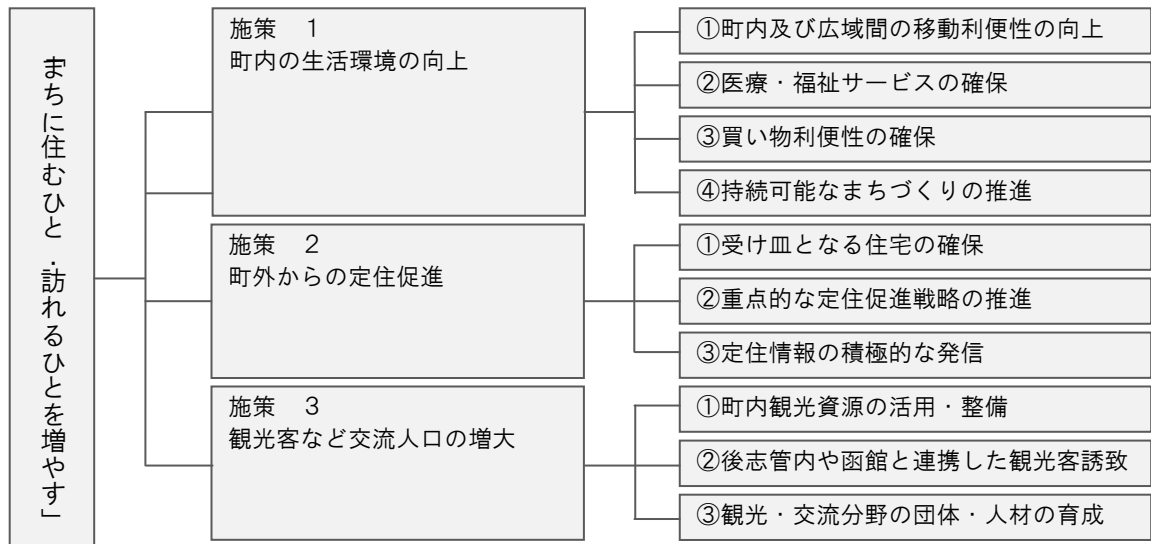 まちに住むひと・訪れるひとを増やす」
施策　1
町内の生活環境の向上
①町内及び広域間の移動利便性の向上
②医療・福祉サービスの確保
③買い物利便性の確保
④持続可能なまちづくりの推進
施策　2
町外からの定住促進
①受け皿となる住宅の確保
②重点的な定住促進戦略の推進
③定住情報の積極的な発信
施策　3
観光客など交流人口の増大
①町内観光資源の活用・整備
②後志管内や函館と連携した観光客誘致
③観光・交流分野の団体・人材の育成